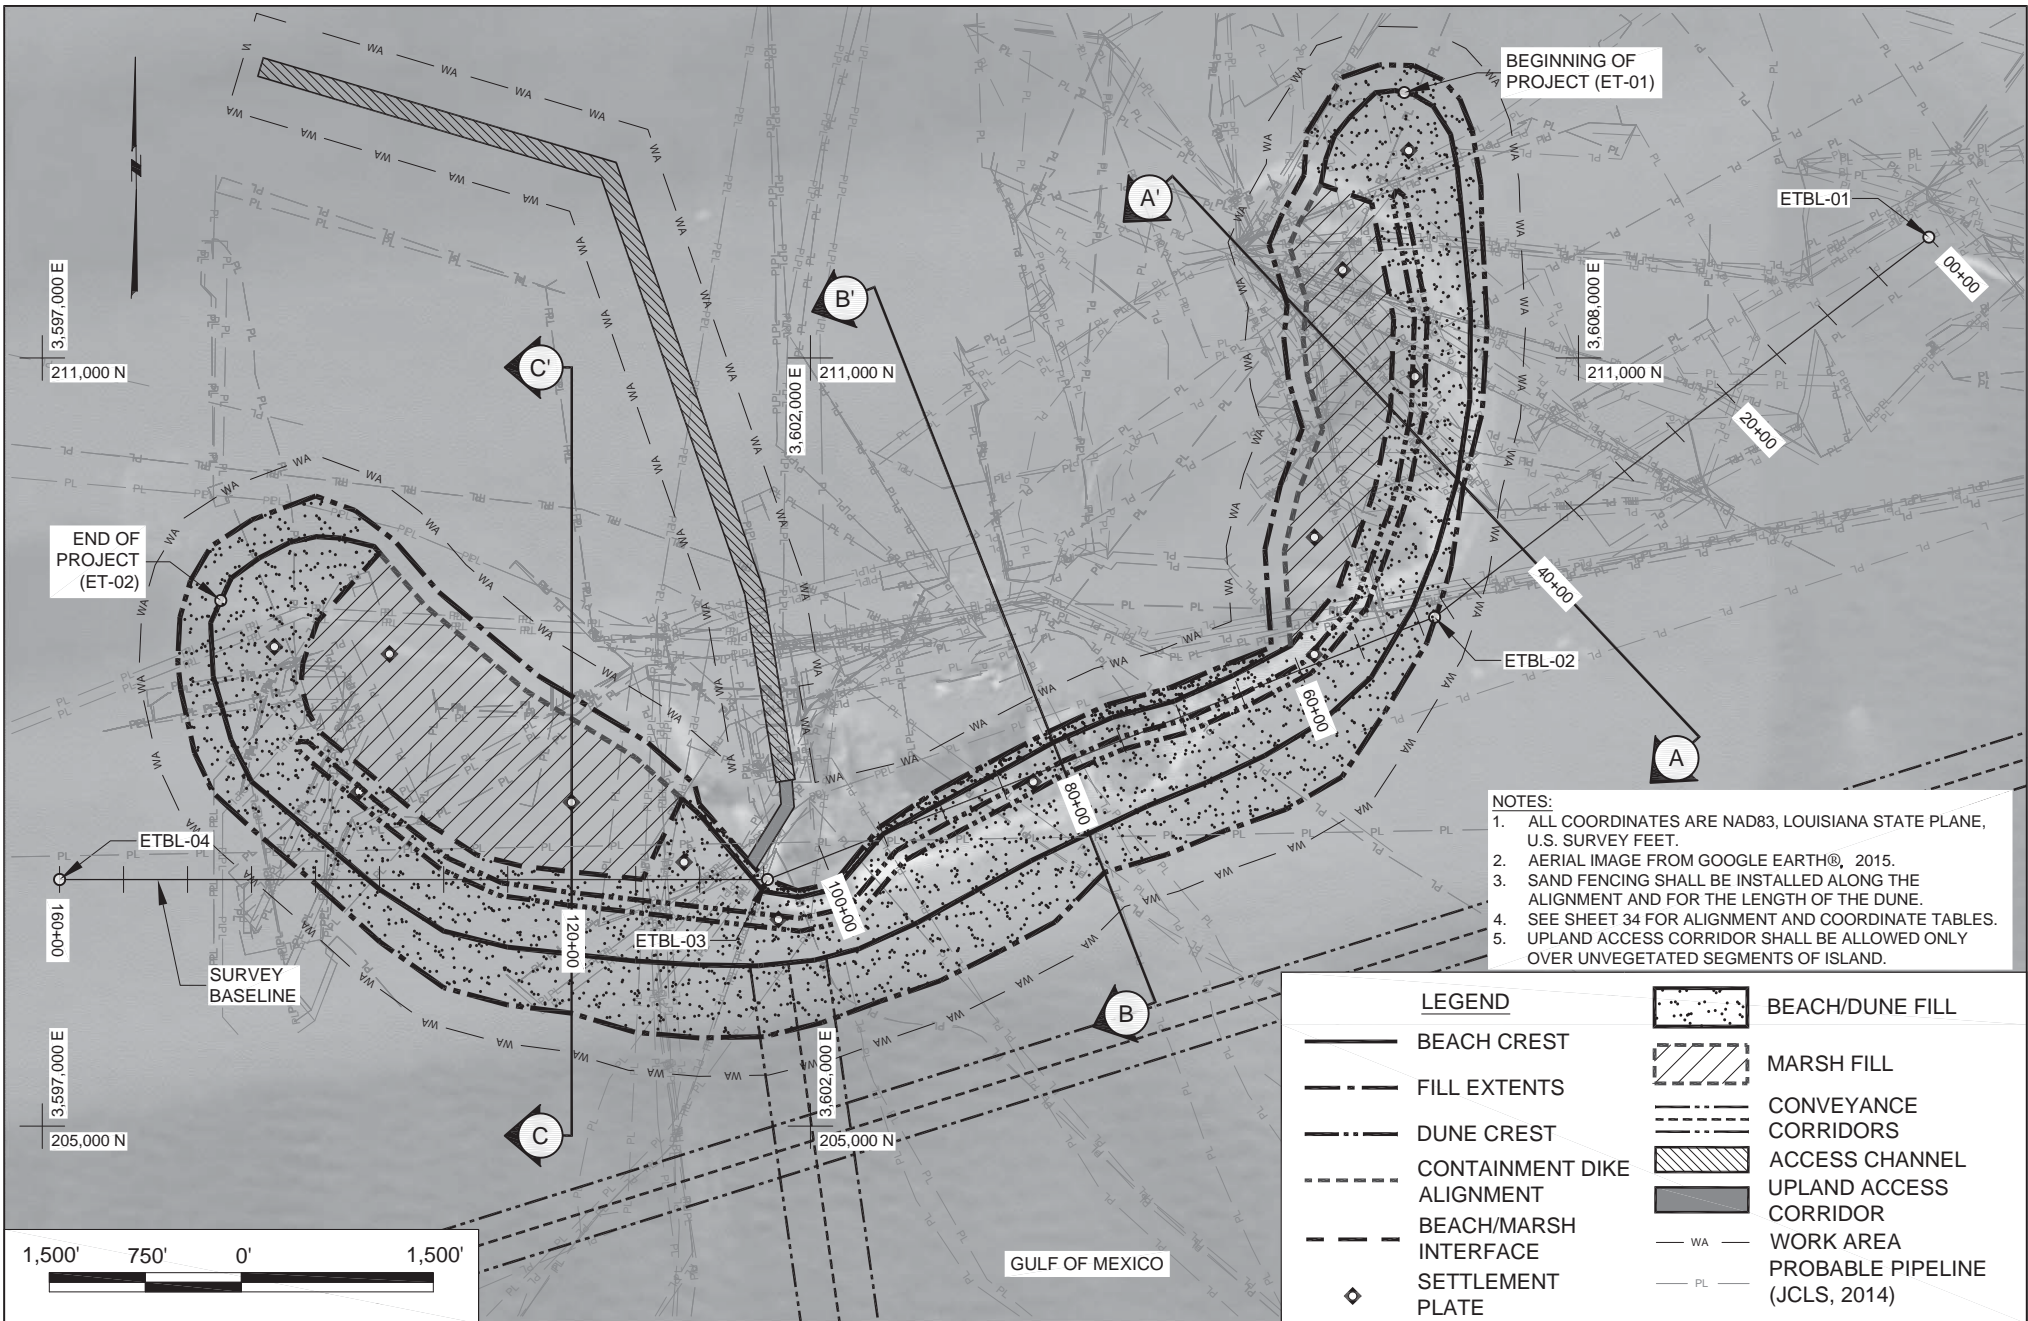 BEGINNING OF
PROJECT (ET-01)
ETBL-01
00+00
20+00
40+00
A'
B'
C'
3,597,000 E
211,000 N
3,602,000 E
211,000 N
3,608,000 E
211,000 N
END OF
PROJECT
(ET-02)
ETBL-02
60+00
80+00
100+00
120+00
160+00
ETBL-04
ETBL-03
SURVEY
BASELINE
A
B
C
3,597,000 E
205,000 N
3,602,000 E
205,000 N
WA
PL
GULF OF MEXICO
1,500' 750' 0' 1,500'
NOTES:
1. ALL COORDINATES ARE NAD83, LOUISIANA STATE PLANE,
U.S. SURVEY FEET.
2. AERIAL IMAGE FROM GOOGLE EARTH®, 2015.
3. SAND FENCING SHALL BE INSTALLED ALONG THE
ALIGNMENT AND FOR THE LENGTH OF THE DUNE.
4. SEE SHEET 34 FOR ALIGNMENT AND COORDINATE TABLES.
5. UPLAND ACCESS CORRIDOR SHALL BE ALLOWED ONLY
OVER UNVEGETATED SEGMENTS OF ISLAND.
LEGEND
BEACH CREST
FILL EXTENTS
DUNE CREST
CONTAINMENT DIKE
ALIGNMENT
BEACH/MARSH
INTERFACE
SETTLEMENT
PLATE
BEACH/DUNE FILL
MARSH FILL
CONVEYANCE
CORRIDORS
ACCESS CHANNEL
UPLAND ACCESS
CORRIDOR
WA WORK AREA
PL PROBABLE PIPELINE
(JCLS, 2014)